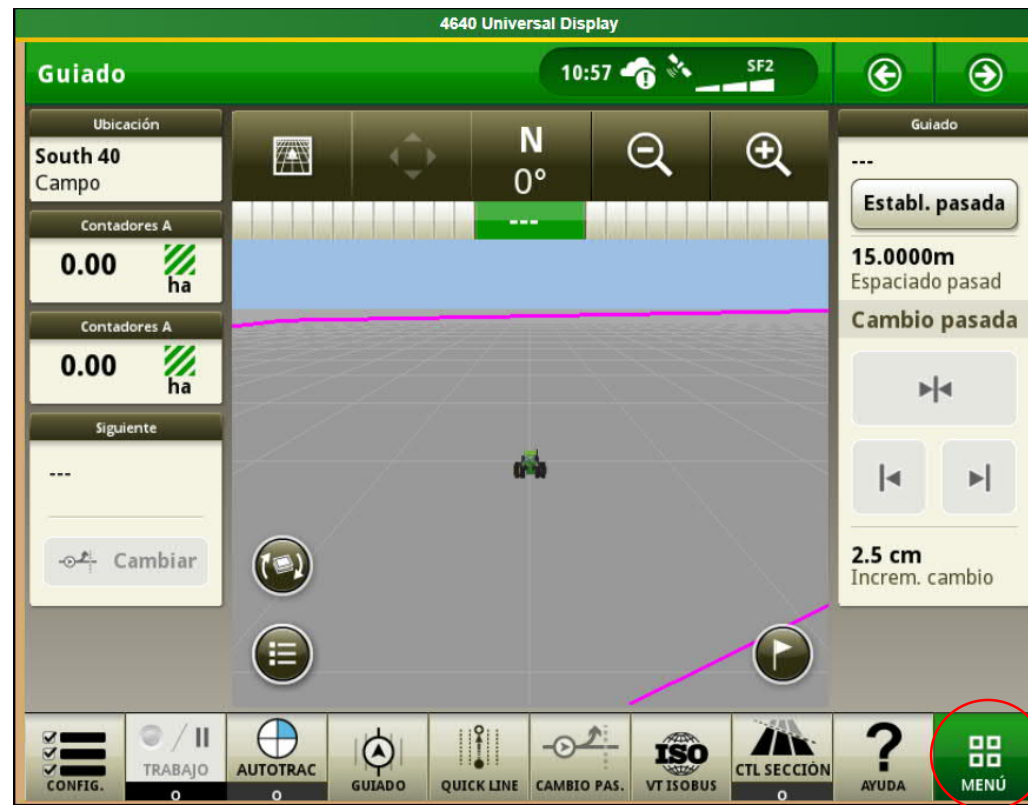 4640 Universal Display
Guiado
10:57
SF2
Ubicación
South 40
Campo
Contadores A
0.00
ha
Contadores A
0.00
ha
Siguiente
---
Cambiar
N
0°
---
Guiado
---
Establ. pasada
15.0000m
Espaciado pasad
Cambio pasada
2.5 cm
Increm. cambio
CONFIG.
TRABAJO
0
AUTOTRAC
0
GUIADO
QUICK LINE
CAMBIO PAS.
ISO
VT ISOBUS
CTL SECCIÓN
0
?
AYUDA
MENÚ